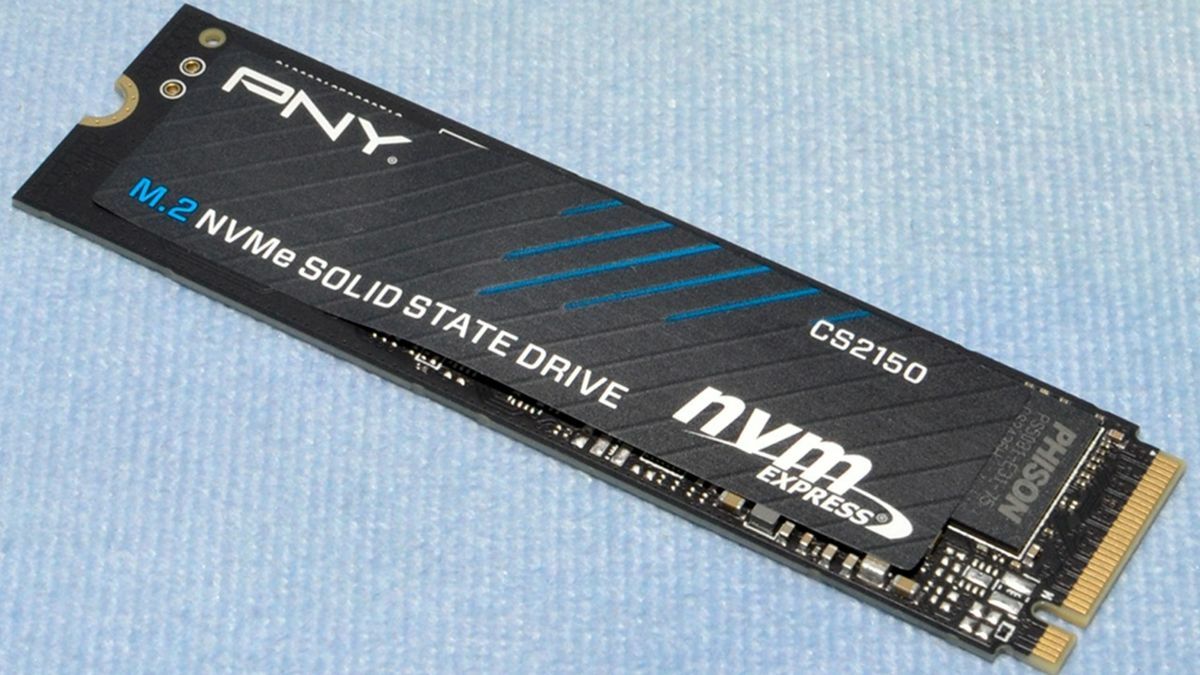 PNY®
M.2 NVMe SOLID STATE DRIVE
CS2150
nvm
EXPRESS®
PHISON